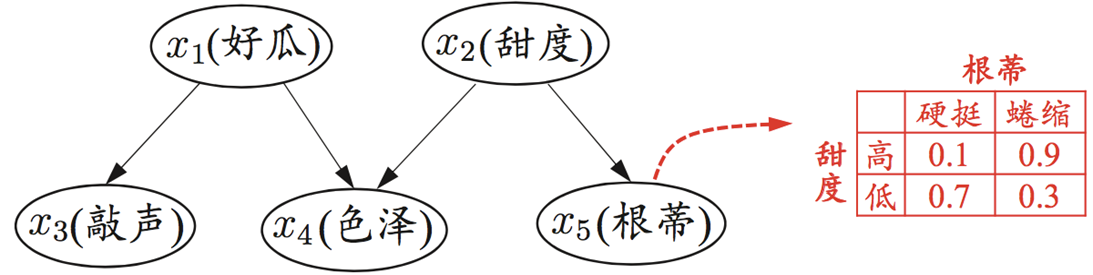 x₁(好瓜) x₂(甜度)
x₃(敲声) x₄(色泽) x₅(根蒂)
根蒂
硬挺 蜷缩
甜度
高 0.1 0.9
低 0.7 0.3